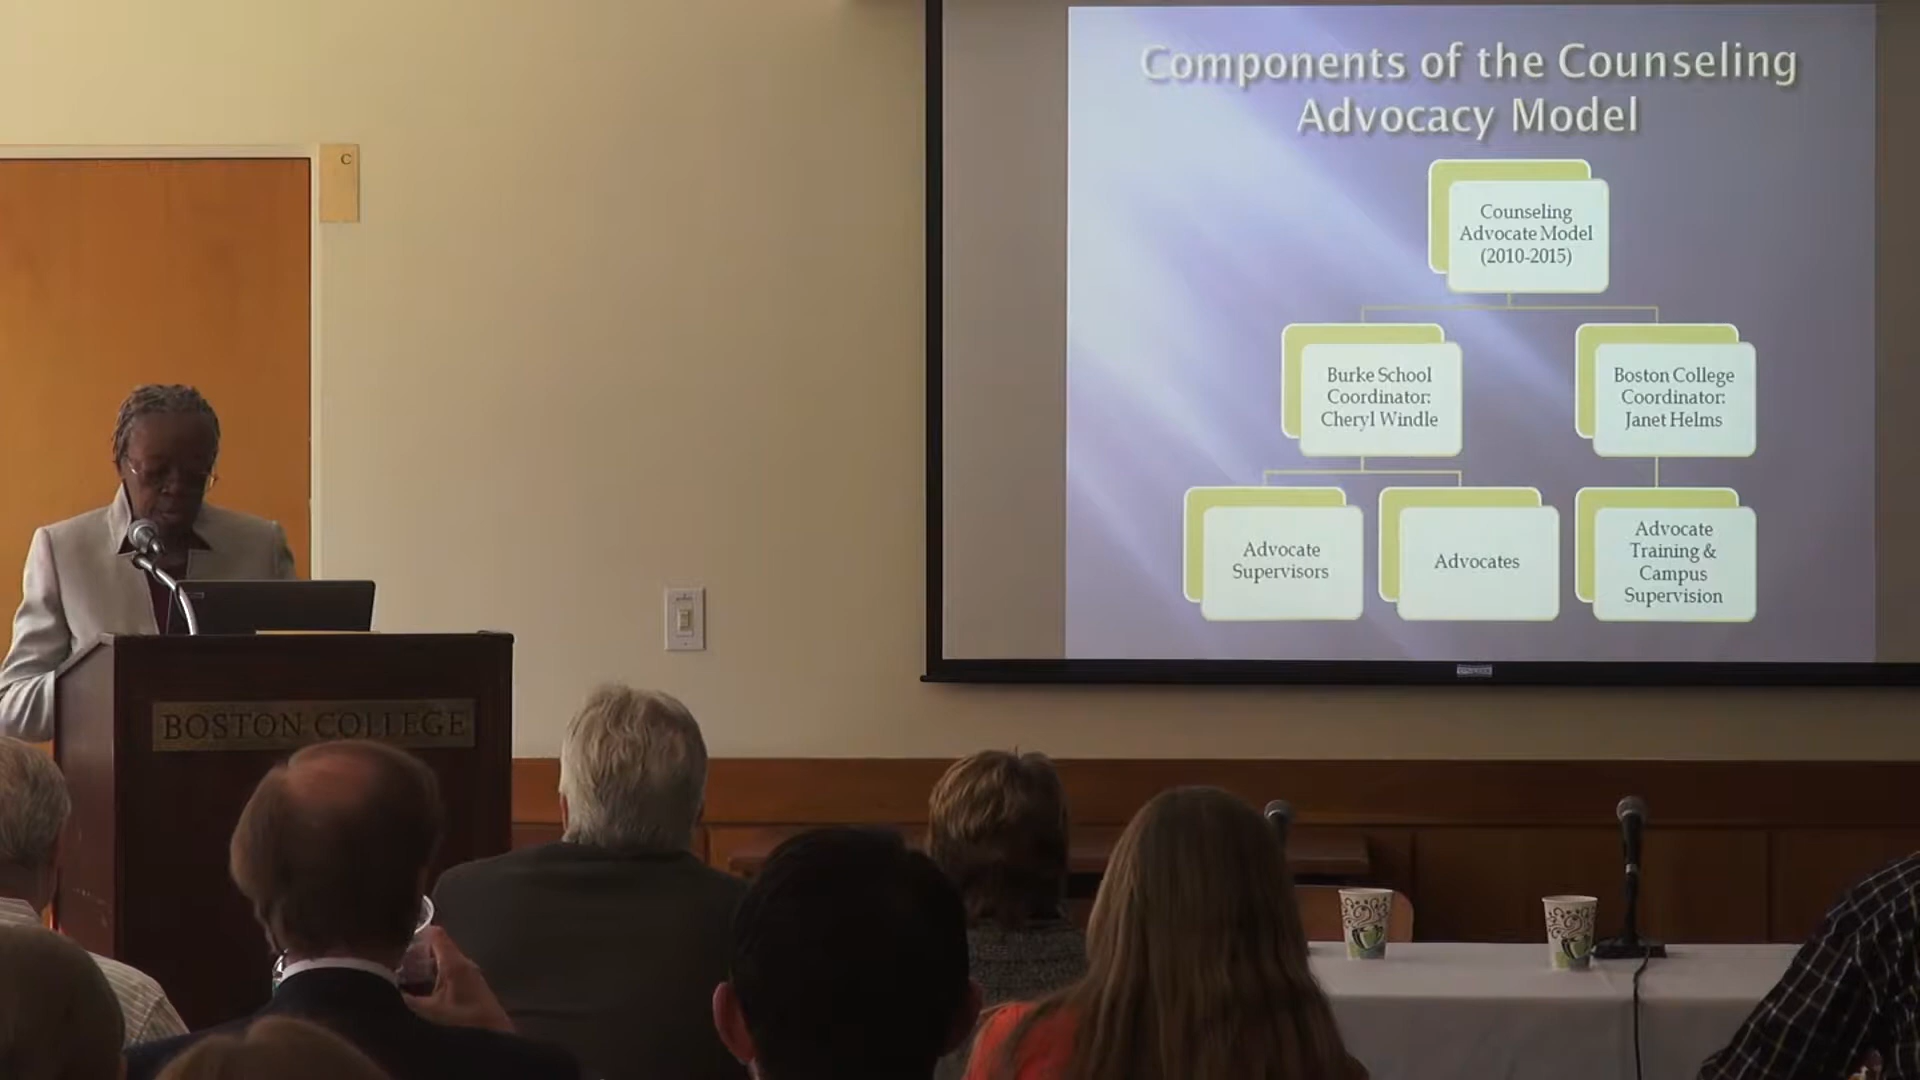 Components of the Counseling
Advocacy Model
Counseling
Advocate Model
(2010-2015)
Burke School
Coordinator:
Cheryl Windle
Boston College
Coordinator:
Janet Helms
Advocate
Supervisors
Advocates
Advocate
Training &
Campus
Supervision
C
BOSTON COLLEGE